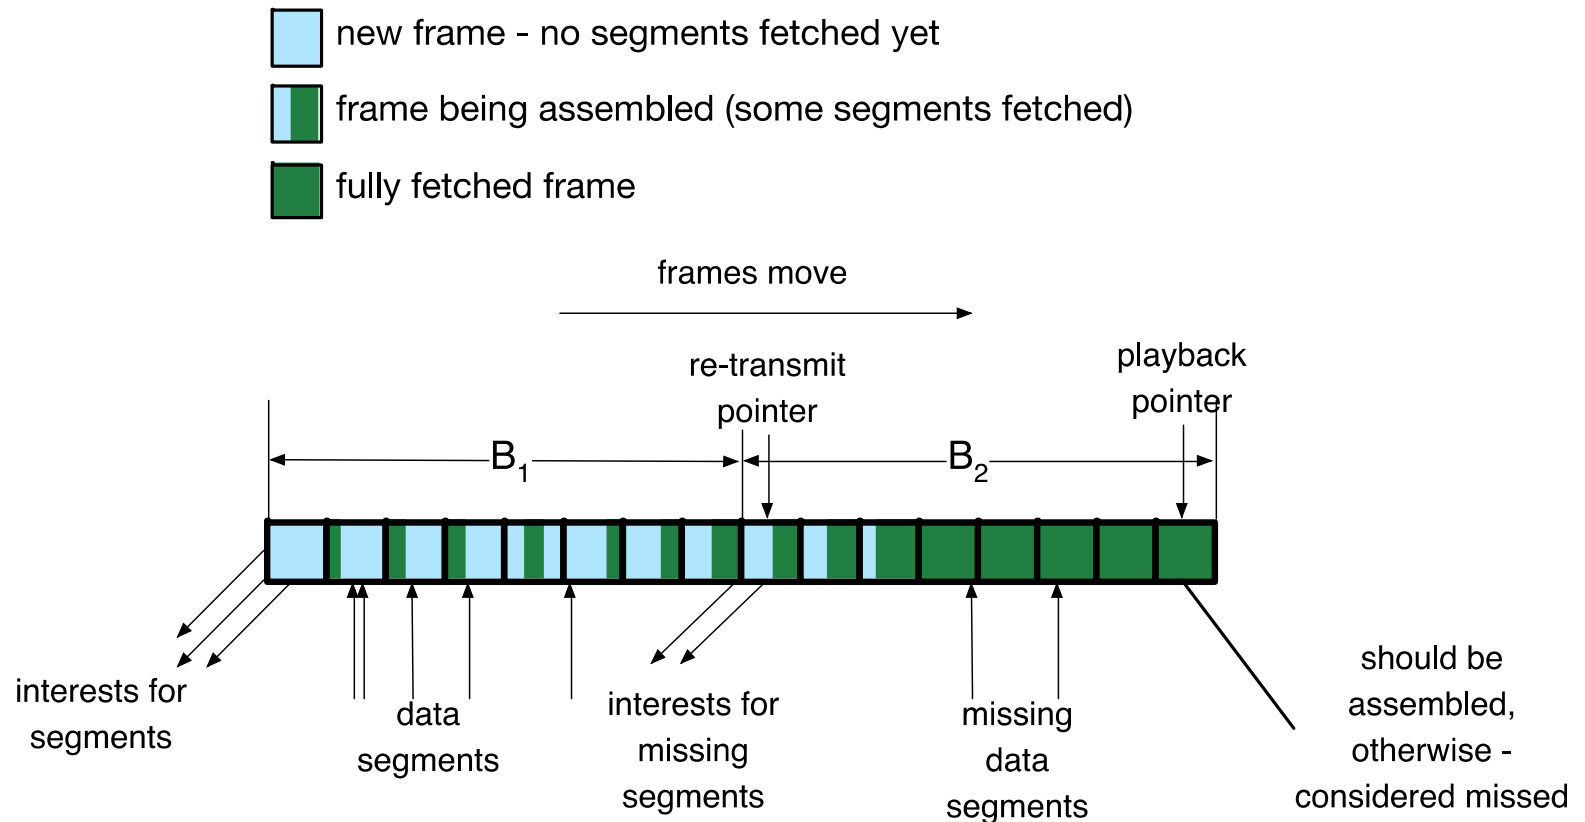 new frame - no segments fetched yet
frame being assembled (some segments fetched)
fully fetched frame
frames move
re-transmit
pointer
playback
pointer
B₁
B₂
interests for
segments
data
segments
interests for
missing
segments
missing
data
segments
should be
assembled,
otherwise -
considered missed